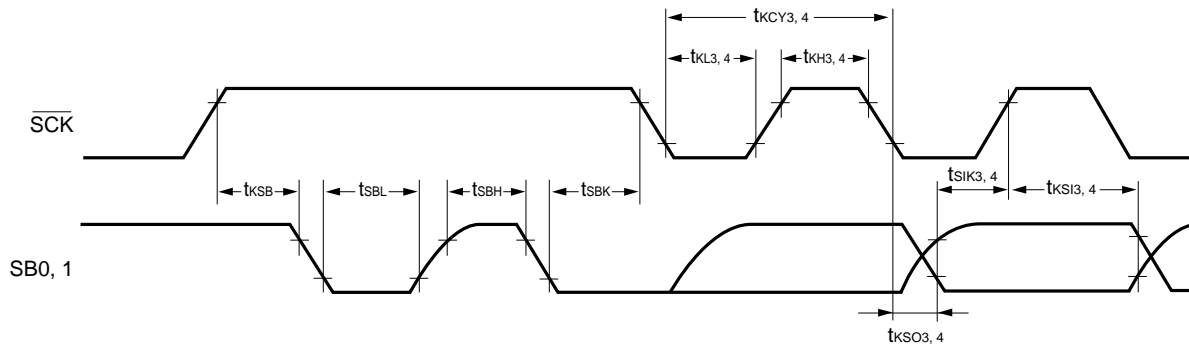 tKCY3, 4
tKL3, 4
tKH3, 4
SCK
tKSB
tSBL
tSBH
tSBK
tSIK3, 4
tKSI3, 4
SB0, 1
tKSO3, 4